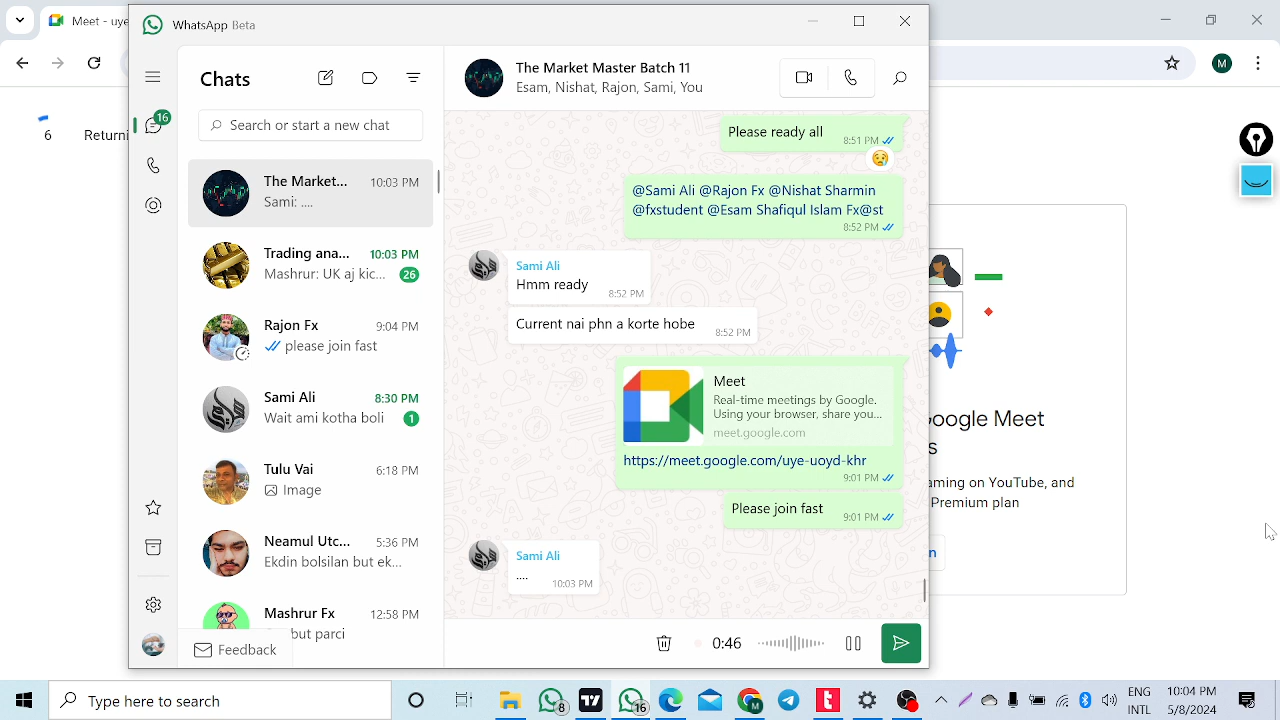 Meet - uye
WhatsApp Beta
M
6
Returni
16
Chats
Search or start a new chat
The Market... 10:03 PM
Sami: ....
Trading ana... 10:03 PM
Mashrur: UK aj kic... 26
Rajon Fx 9:04 PM
please join fast
Sami Ali 8:30 PM
Wait ami kotha boli 1
Tulu Vai 6:18 PM
Image
Neamul Utc... 5:36 PM
Ekdin bolsilan but ek...
Mashrur Fx 12:58 PM
but parci
Feedback
The Market Master Batch 11
Esam, Nishat, Rajon, Sami, You
Please ready all
8:51 PM
@Sami Ali @Rajon Fx @Nishat Sharmin
@fxstudent @Esam Shafiqul Islam Fx@st
8:52 PM
Sami Ali
Hmm ready
8:52 PM
Current nai phn a korte hobe
8:52 PM
Meet
Real-time meetings by Google.
Using your browser, share you...
meet.google.com
https://meet.google.com/uye-uoyd-khr
9:01 PM
Please join fast
9:01 PM
Sami Ali
....
10:03 PM
0:46
oogle Meet
s
aming on YouTube, and
Premium plan
n
Type here to search
8
16
M
ENG
INTL
10:04 PM
5/8/2024